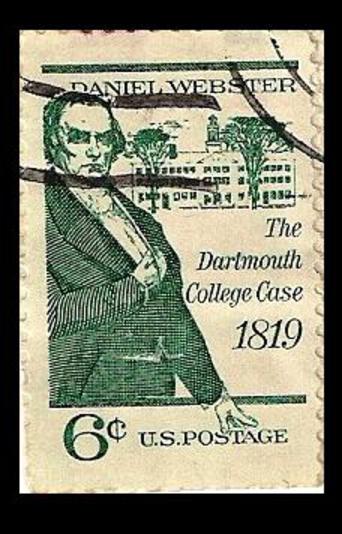 DANIEL WEBSTER
The
Dartmouth
College Case
1819
6¢ U.S.POSTAGE